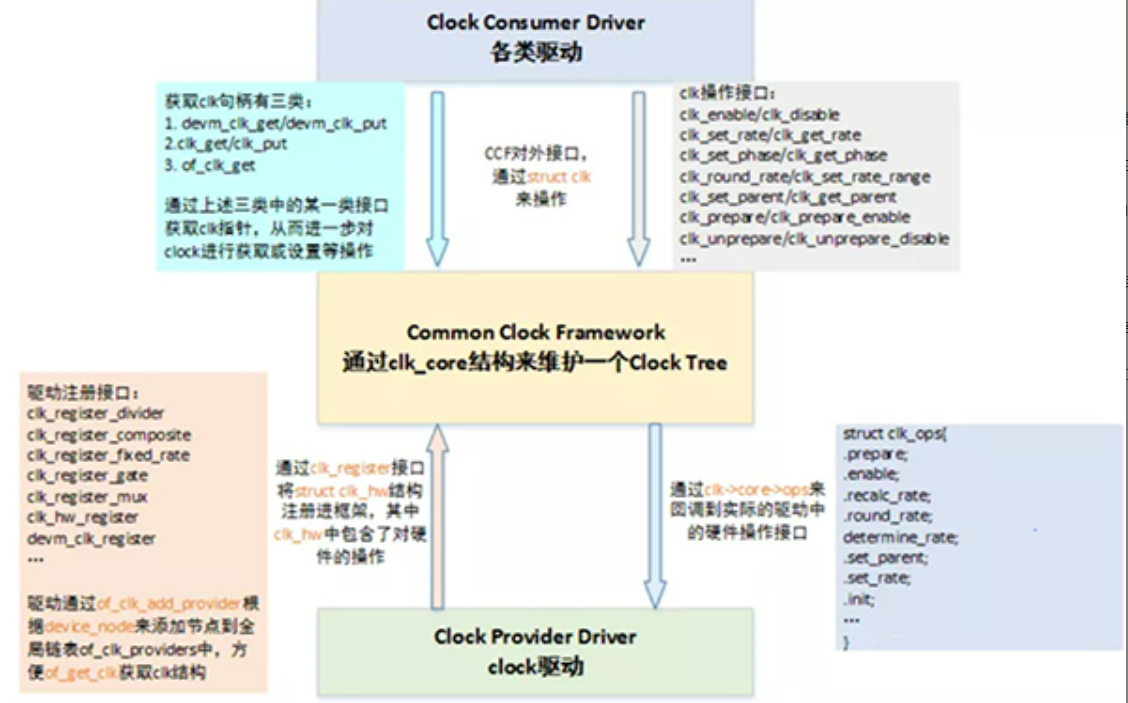 Clock Consumer Driver
各类驱动
获取clk句柄有三类：
1. devm_clk_get/devm_clk_put
2.clk_get/clk_put
3. of_clk_get
通过上述三类中的某一类接口
获取clk指针，从而进一步对
clock进行获取或设置等操作
CCF对外接口，
通过struct clk
来操作
clk操作接口：
clk_enable/clk_disable
clk_set_rate/clk_get_rate
clk_set_phase/clk_get_phase
clk_round_rate/clk_set_rate_range
clk_set_parent/clk_get_parent
clk_prepare/clk_prepare_enable
clk_unprepare/clk_unprepare_disable
...
Common Clock Framework
通过clk_core结构来维护一个Clock Tree
驱动注册接口：
clk_register_divider
clk_register_composite
clk_register_fixed_rate
clk_register_gate
clk_register_mux
clk_hw_register
devm_clk_register
...
驱动通过of_clk_add_provider根
据device_node来添加节点到全
局链表of_clk_providers中，方
便of_get_clk获取clk结构
通过clk_register接口
将struct clk_hw结构
注册进框架，其中
clk_hw中包含了对硬
件的操作
通过clk->core->ops来
回调到实际的驱动中
的硬件操作接口
struct clk_ops{
.prepare;
.enable;
.recalc_rate;
.round_rate;
determine_rate;
.set_parent;
.set_rate;
.init;
...
}
Clock Provider Driver
clock驱动